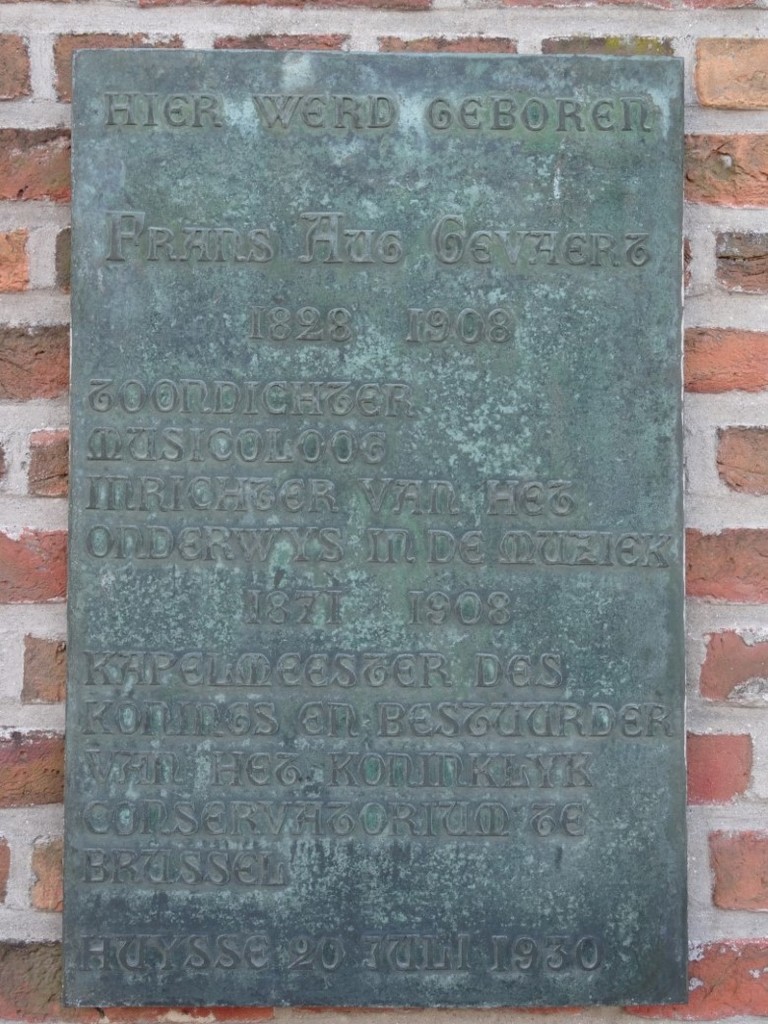 HIER WERD GEBOREN
FRANS AUG GEVAERT
1828 1908
TOONDICHTER
MUSICOLOOG
INRICHTER VAN HET
ONDERWYS IN DE MUZIEK
1871 1908
KAPELMEESTER DES
KONINGS EN BESTUURDER
VAN HET KONINKLYK
CONSERVATORIUM TE
BRUSSEL
HUYSSE 20 JULI 1930